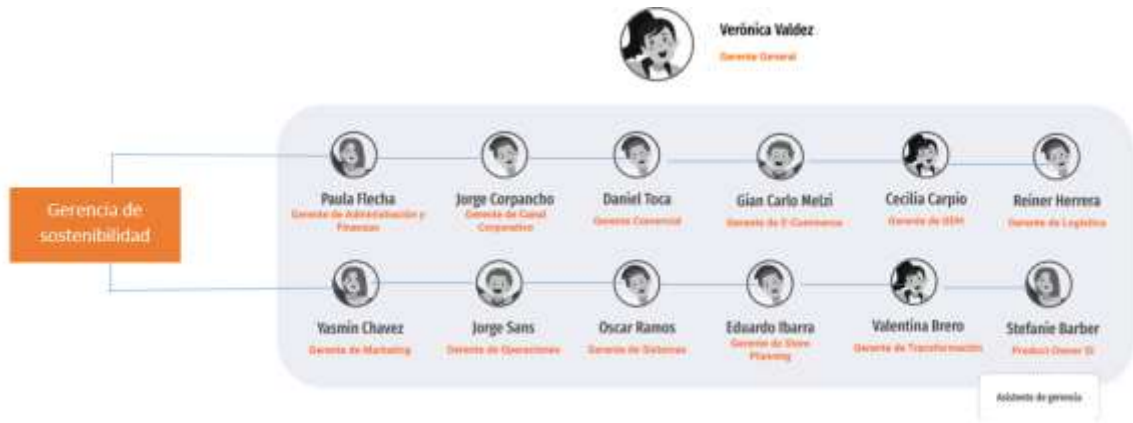 Verónica Valdez
Gerente General
Gerencia de
sostenibilidad
Paula Flecha
Gerente de Administración y
Finanzas
Jorge Corpancho
Gerente de Canal
Corporativo
Daniel Toca
Gerente Comercial
Gian Carlo Melzi
Gerente de E-Commerce
Cecilia Carpio
Gerente de
Reiner Herrera
Gerente de Logística
Yasmin Chavez
Gerente de Marketing
Jorge Sans
Gerente de Operaciones
Oscar Ramos
Gerente de Sistemas
Eduardo Ibarra
Gerente de Store
Planning
Valentina Brero
Gerente de Transformación
Stefanie Barber
Product Owner
Asistente de gerencia